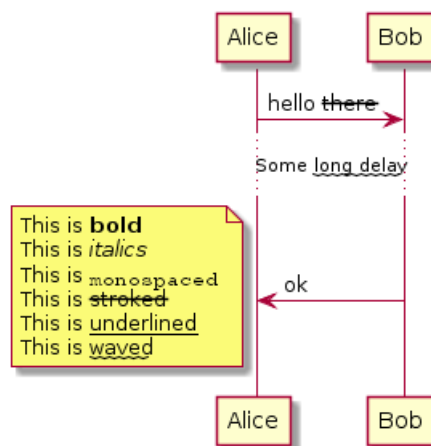 Alice Bob
hello there
Some long delay
This is bold
This is italics
This is monospaced
This is stroked
This is underlined
This is waved
ok
Alice Bob